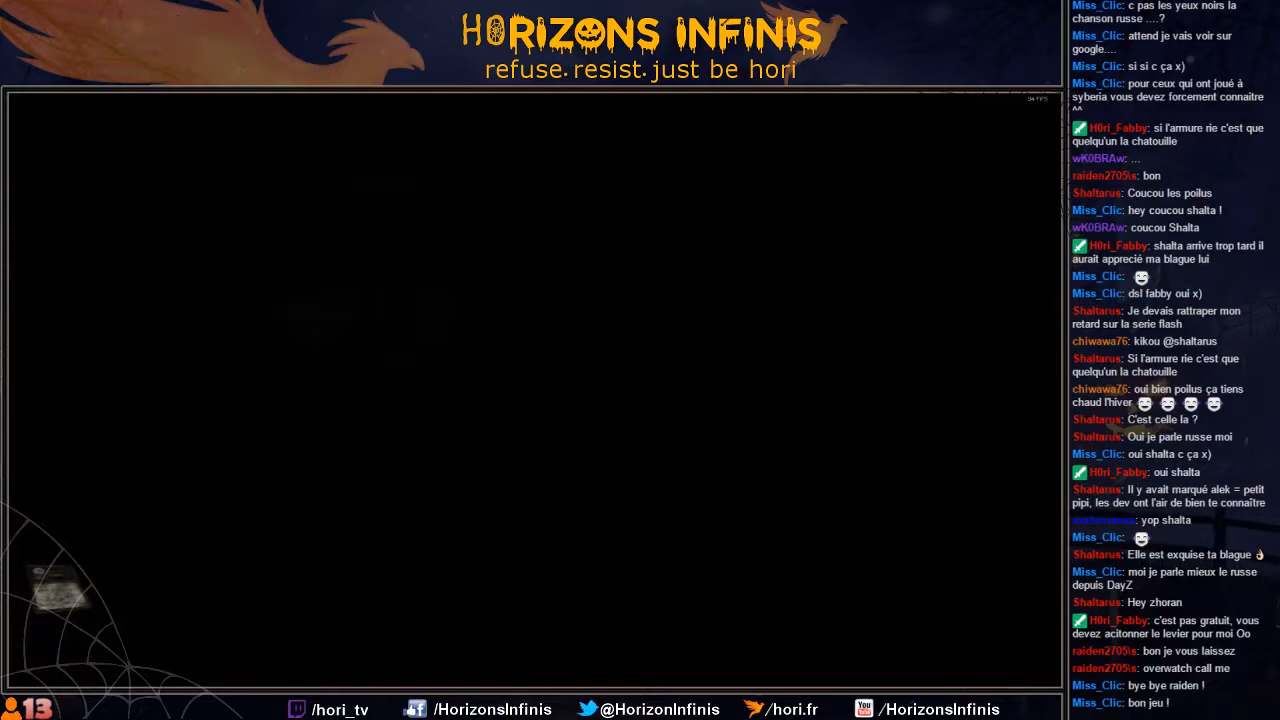 HORIZONS INFINIS
refuse. resist. just be hori
94 FPS
Miss_Clic: c pas les yeux noirs la
chanson russe ....?
Miss_Clic: attend je vais voir sur
google....
Miss_Clic: si si c ça x)
Miss_Clic: pour ceux qui ont joué à
syberia vous devez forcement connaitre
^^
H0ri_Fabby: si l'armure rie c'est que
quelqu'un la chatouille
wK0BRAw: ...
raiden2705ls: bon
Shaltarus: Coucou les poilus
Miss_Clic: hey coucou shalta !
wK0BRAw: coucou Shalta
H0ri_Fabby: shalta arrive trop tard il
aurait apprecié ma blague lui
Miss_Clic:
Miss_Clic: dsl fabby oui x)
Shaltarus: Je devais rattraper mon
retard sur la serie flash
chiwawa76: kikou @shaltarus
Shaltarus: Si l'armure rie c'est que
quelqu'un la chatouille
chiwawa76: oui bien poilus ça tiens
chaud l'hiver
Shaltarus: C'est celle la ?
Shaltarus: Oui je parle russe moi
Miss_Clic: oui shalta c ça x)
H0ri_Fabby: oui shalta
Shaltarus: Il y avait marqué alek = petit
pipi, les dev ont l'air de bien te connaître
: yop shalta
Miss_Clic:
Shaltarus: Elle est exquise ta blague 👌
Miss_Clic: moi je parle mieux le russe
depuis DayZ
Shaltarus: Hey zhoran
H0ri_Fabby: c'est pas gratuit, vous
devez acitonner le levier pour moi Oo
raiden2705ls: bon je vous laissez
raiden2705ls: overwatch call me
Miss_Clic: bye bye raiden !
Miss_Clic: bon jeu !
13
/hori_tv
/HorizonsInfinis
@HorizonInfinis
/hori.fr
You Tube
/HorizonsInfinis